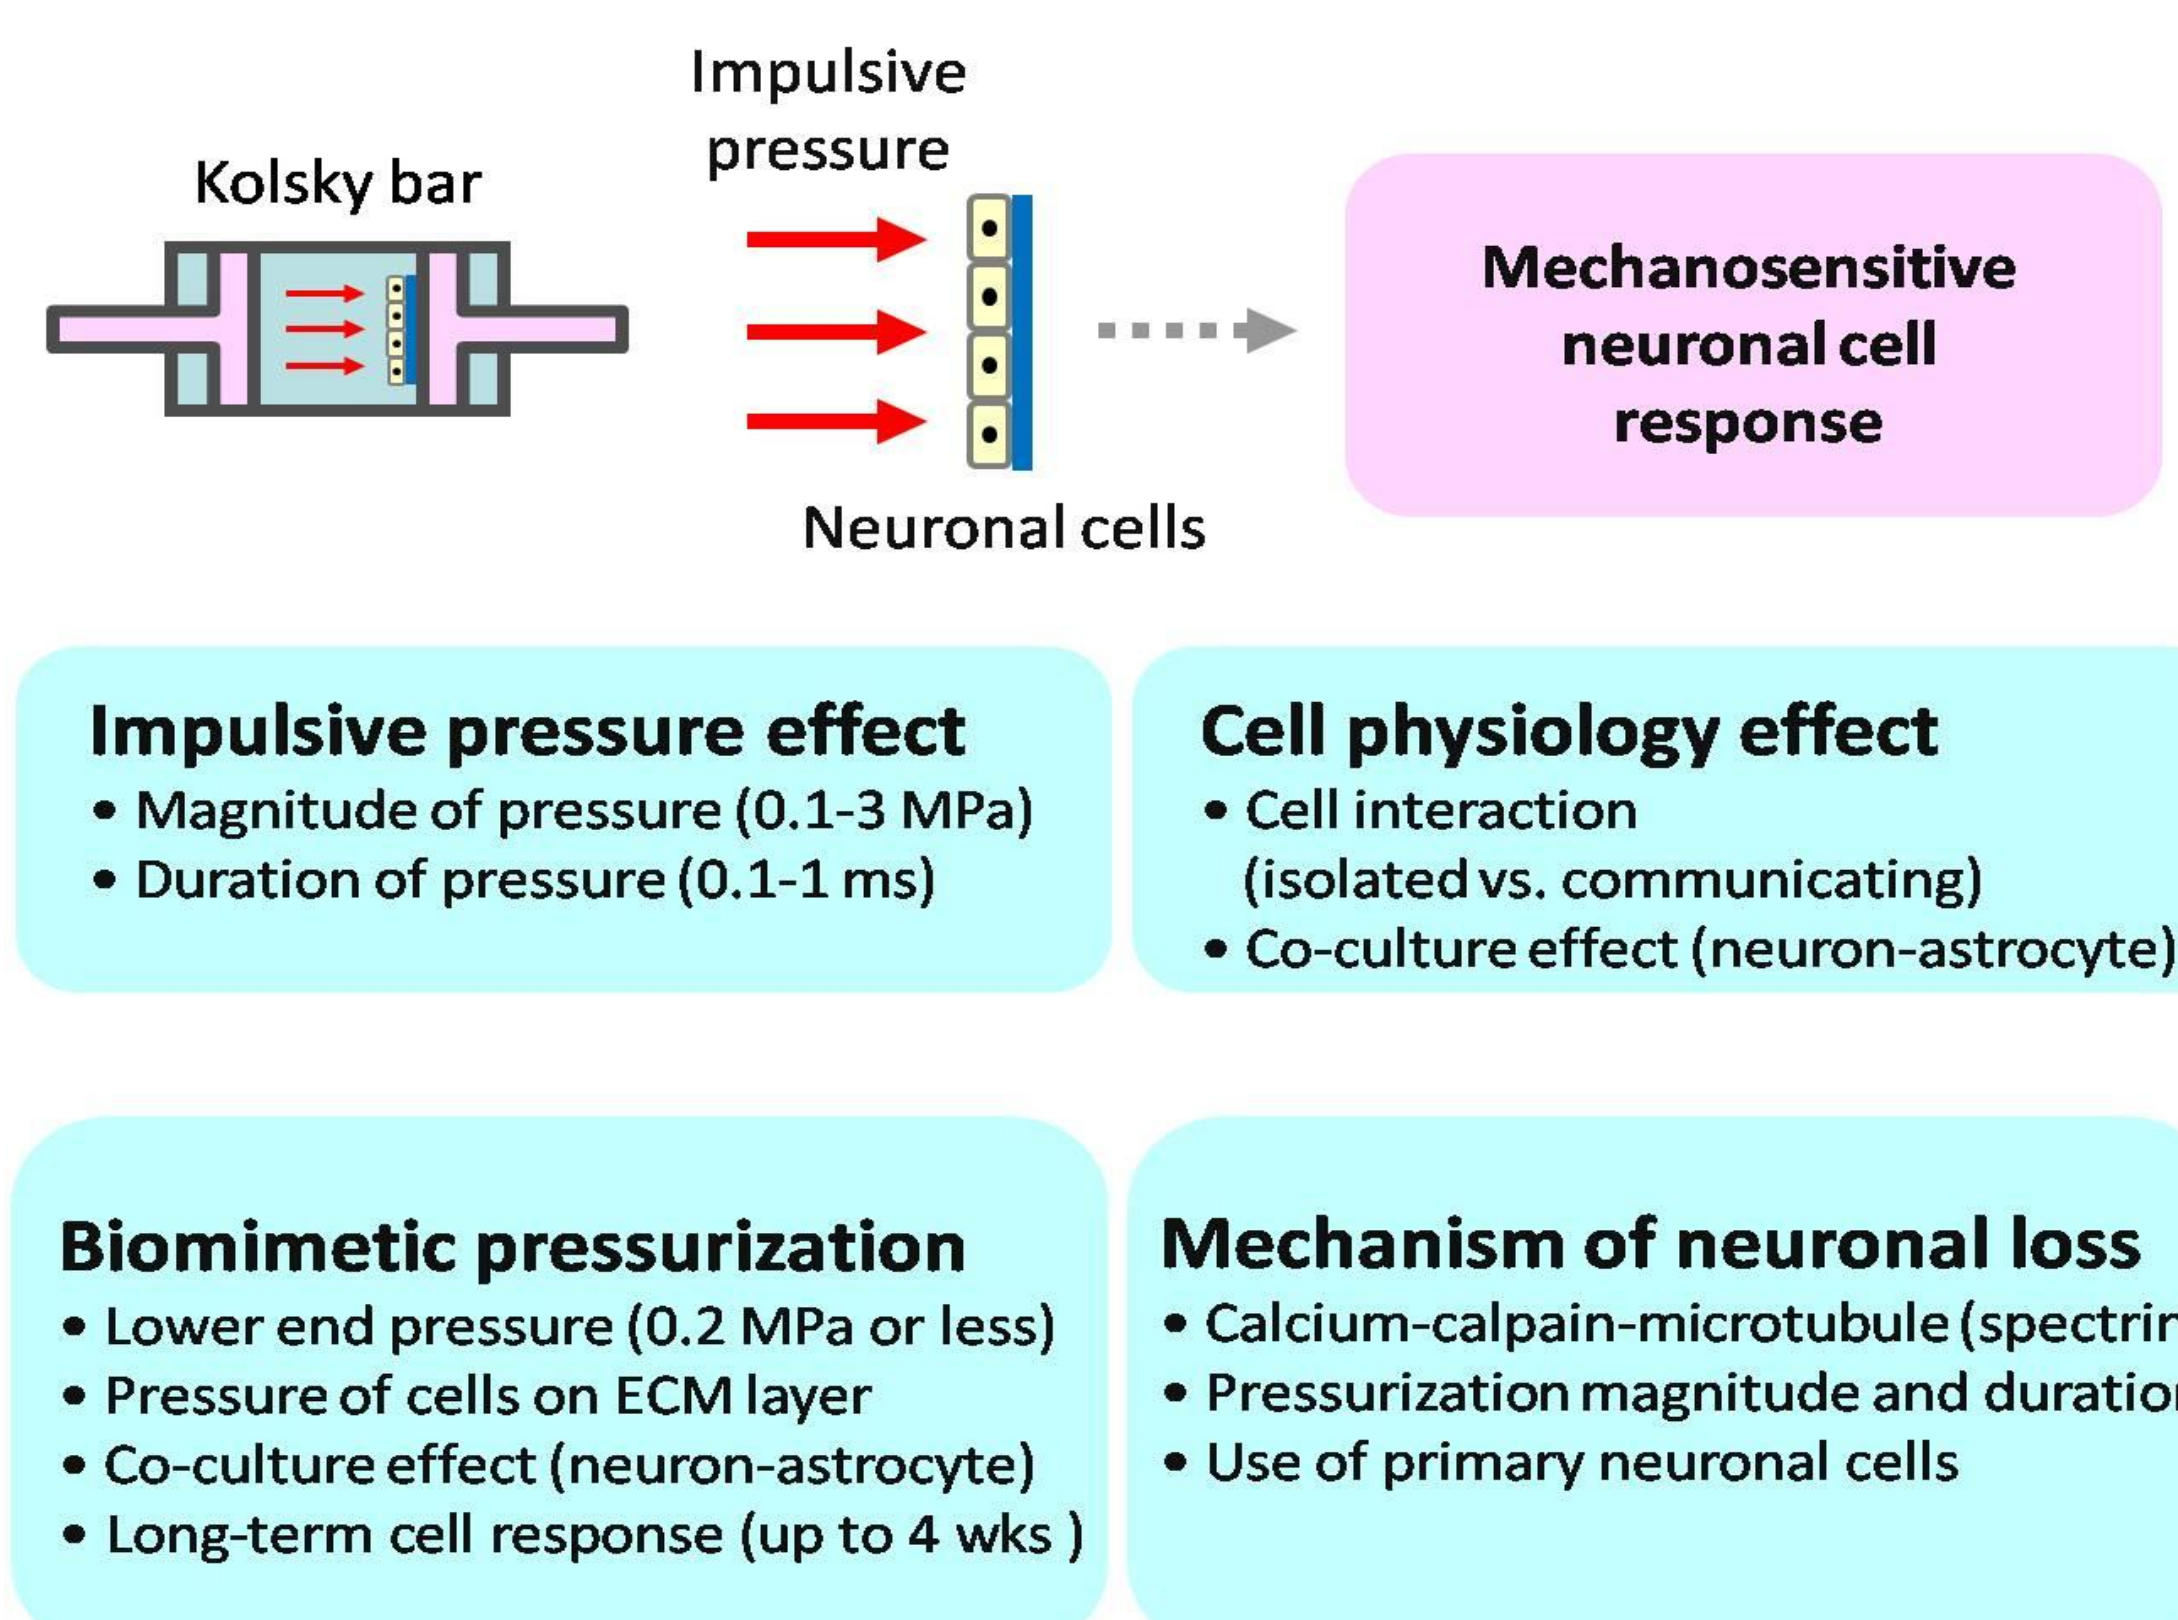 Impulsive
pressure
Kolsky bar
Neuronal cells
Mechanosensitive
neuronal cell
response
Impulsive pressure effect
• Magnitude of pressure (0.1-3 MPa)
• Duration of pressure (0.1-1 ms)
Cell physiology effect
• Cell interaction
(isolated vs. communicating)
• Co-culture effect (neuron-astrocyte)
Biomimetic pressurization
• Lower end pressure (0.2 MPa or less)
• Pressure of cells on ECM layer
• Co-culture effect (neuron-astrocyte)
• Long-term cell response (up to 4 wks )
Mechanism of neuronal loss
• Calcium-calpain-microtubule (spectrin
• Pressurization magnitude and duration
• Use of primary neuronal cells